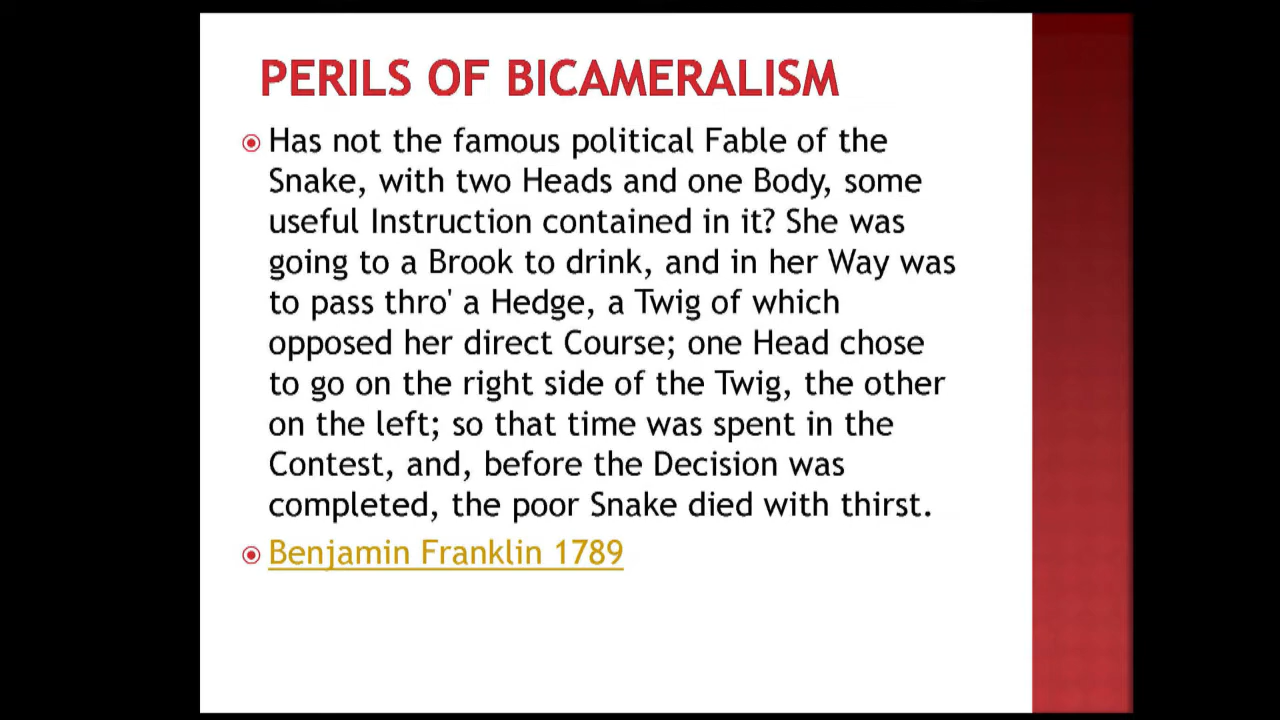 PERILS OF BICAMERALISM
Has not the famous political Fable of the
Snake, with two Heads and one Body, some
useful Instruction contained in it? She was
going to a Brook to drink, and in her Way was
to pass thro' a Hedge, a Twig of which
opposed her direct Course; one Head chose
to go on the right side of the Twig, the other
on the left; so that time was spent in the
Contest, and, before the Decision was
completed, the poor Snake died with thirst.
Benjamin Franklin 1789